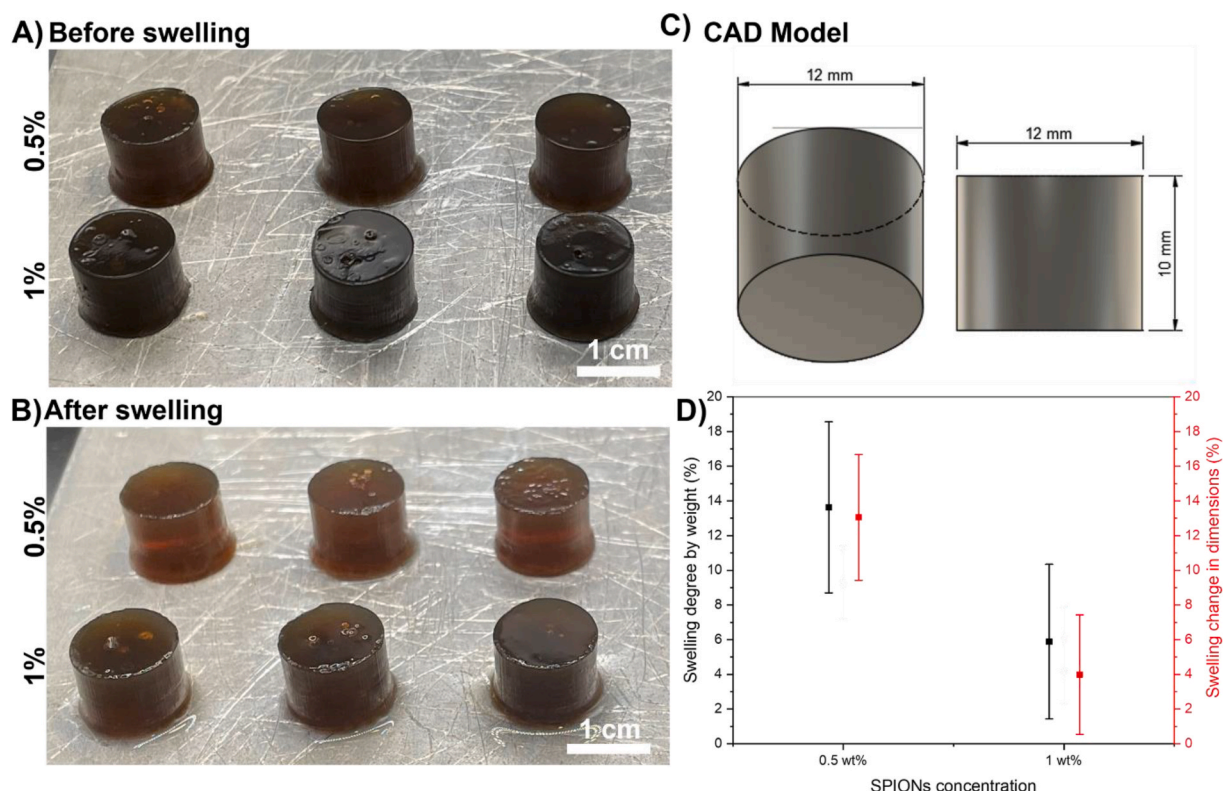 A) Before swelling
0.5%
1%
1 cm
B) After swelling
0.5%
1%
1 cm
C) CAD Model
12 mm
12 mm
10 mm
D)
Swelling degree by weight (%)
20
18
16
14
12
10
8
6
4
2
0
Swelling change in dimensions (%)
20
18
16
14
12
10
8
6
4
2
0
0.5 wt%
1 wt%
SPIONs concentration